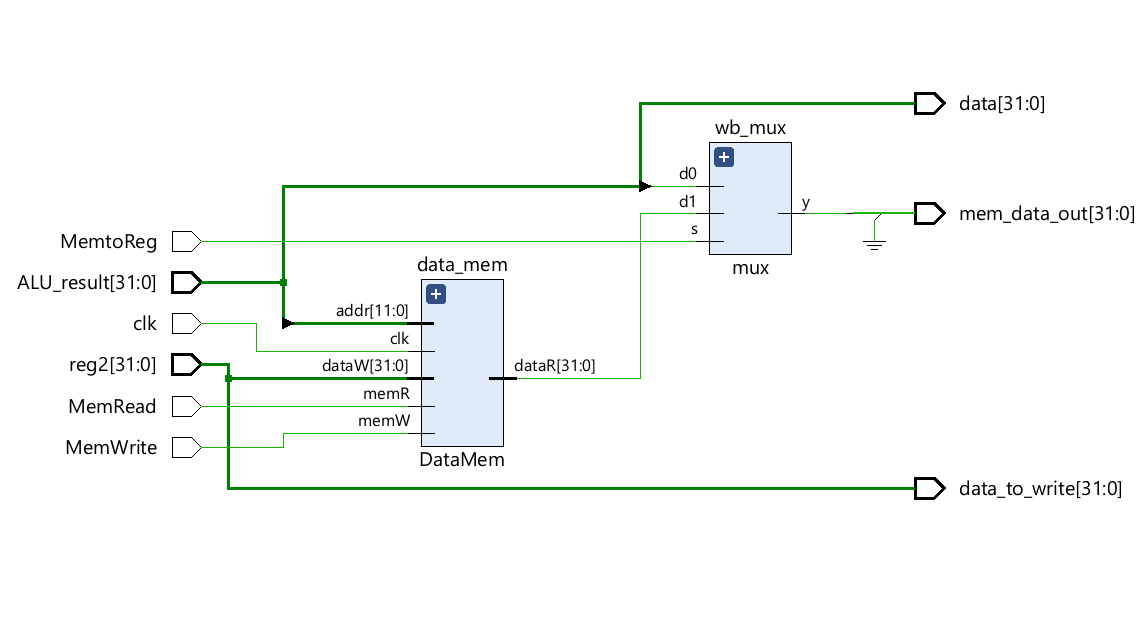 data[31:0]
wb_mux
d0
d1
y
mem_data_out[31:0]
s
MemtoReg
mux
data_mem
ALU_result[31:0]
addr[11:0]
clk
clk
reg2[31:0]
dataW[31:0]
dataR[31:0]
memR
MemRead
memW
MemWrite
DataMem
data_to_write[31:0]